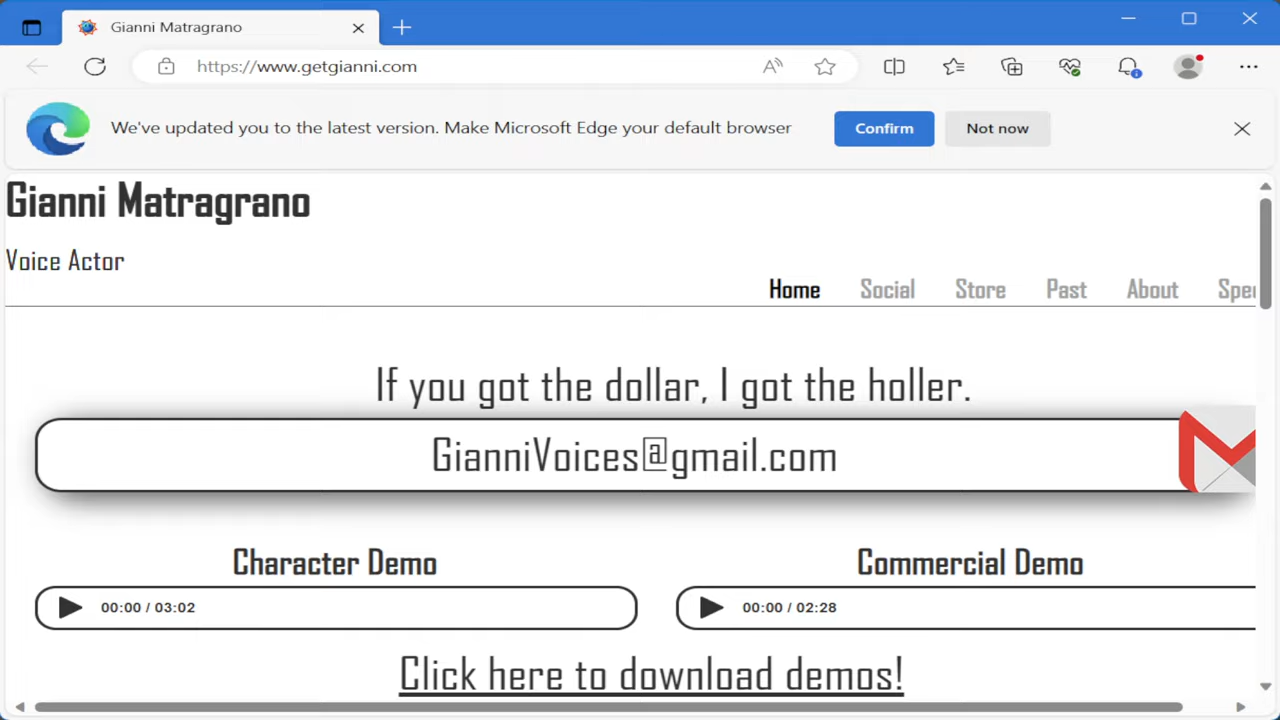 Gianni Matragrano
https://www.getgianni.com
We've updated you to the latest version. Make Microsoft Edge your default browser
Confirm
Not now
Gianni Matragrano
Voice Actor
Home Social Store Past About Spec
If you got the dollar, I got the holler.
GianniVoices@gmail.com
Character Demo
Commercial Demo
00:00 / 03:02
00:00 / 02:28
Click here to download demos!